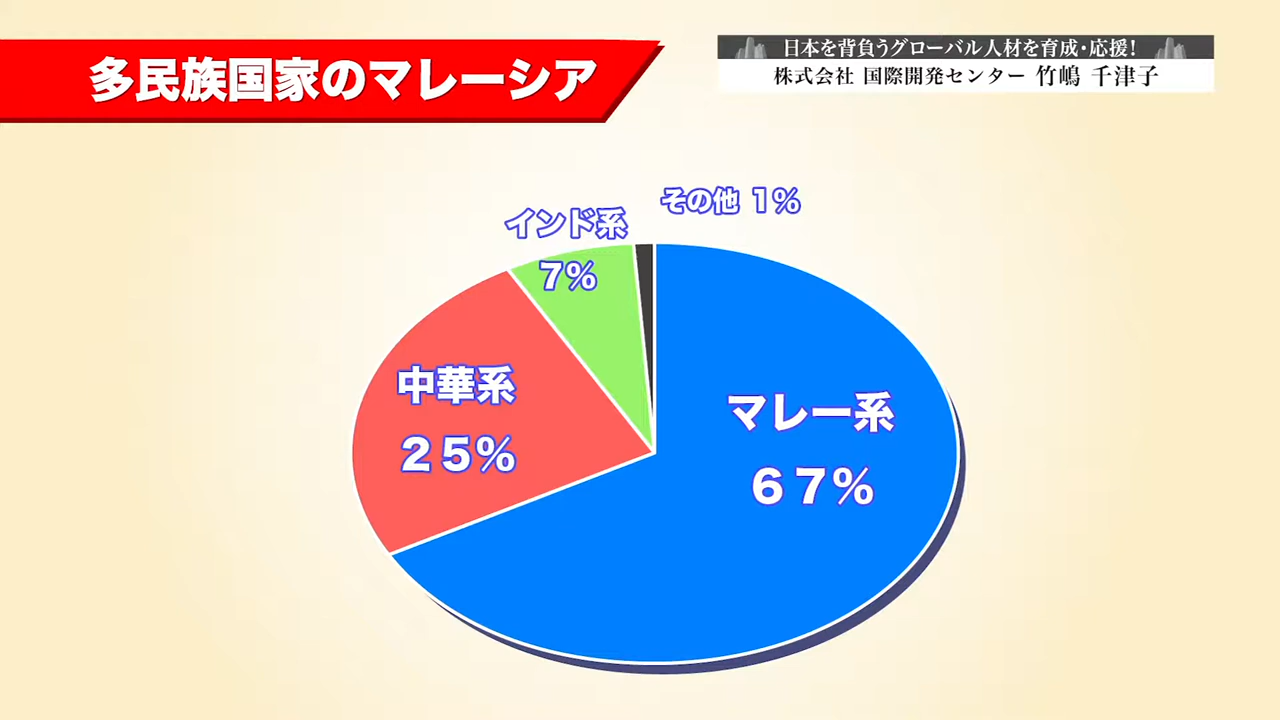 多民族国家のマレーシア
日本を背負うグローバル人材を育成・応援!
株式会社 国際開発センター 竹嶋 千津子
その他 1%
インド系
7%
中華系
25%
マレー系
67%